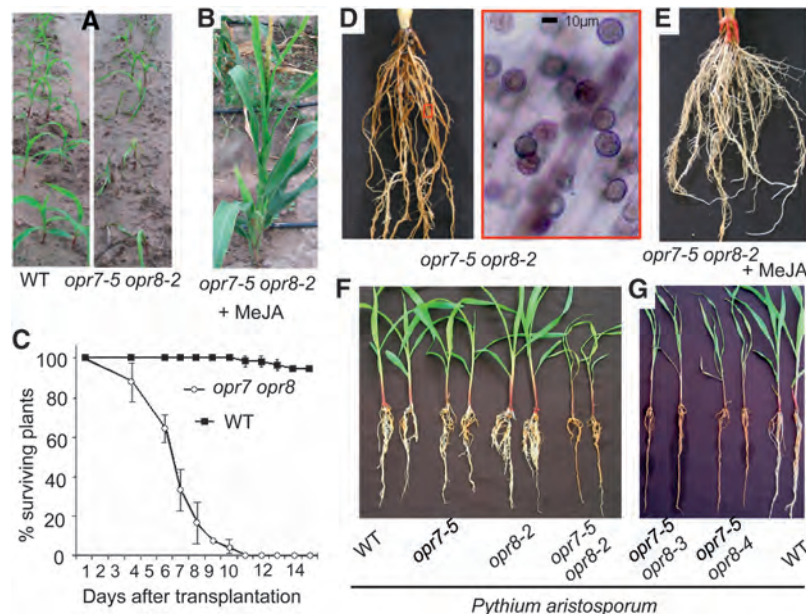 A
B
D
10µm
E
WT opr7-5 opr8-2
opr7-5 opr8-2
+ MeJA
opr7-5 opr8-2
opr7-5 opr8-2
+ MeJA
C
% surviving plants
100
80
60
40
20
0
opr7 opr8
WT
1 2 3 4 5 6 7 8 9 10 12 14
Days after transplantation
F
G
WT
opr7-5
opr8-2
opr7-5
opr8-2
opr7-5
opr8-3
opr7-5
opr8-4
WT
Pythium aristosporum